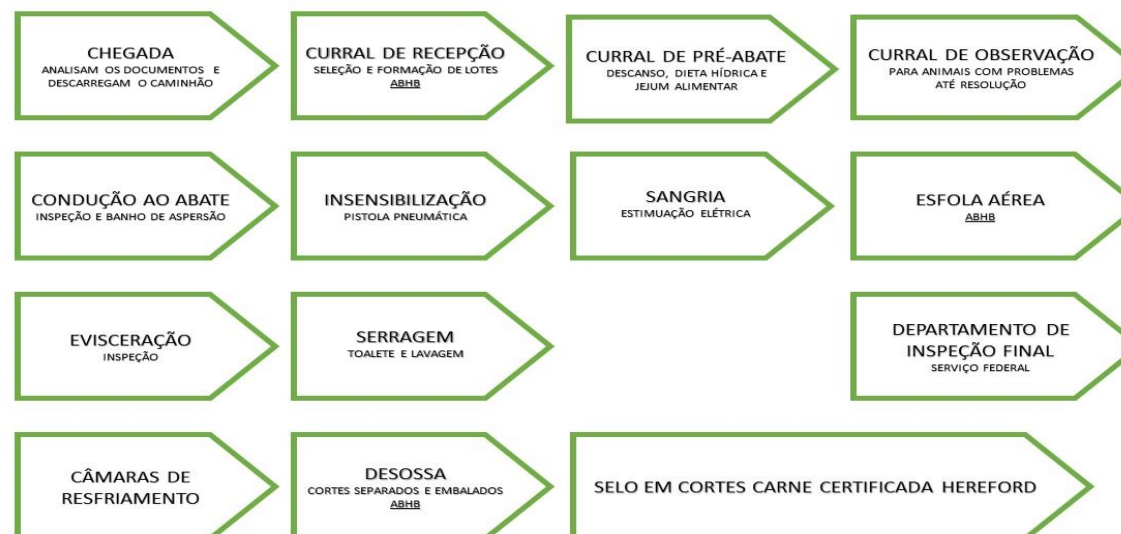 CHEGADA
ANALISAM OS DOCUMENTOS E
DESCARREGAM O CAMINHÃO
CURRAL DE RECEPÇÃO
SELEÇÃO E FORMAÇÃO DE LOTES
ABHB
CURRAL DE PRÉ-ABATE
DESCANSO, DIETA HÍDRICA E
JEJUM ALIMENTAR
CURRAL DE OBSERVAÇÃO
PARA ANIMAIS COM PROBLEMAS
ATÉ RESOLUÇÃO
CONDUÇÃO AO ABATE
INSPEÇÃO E BANHO DE ASPERSÃO
INSENSIBILIZAÇÃO
PISTOLA PNEUMÁTICA
SANGRIA
ESTIMUAÇÃO ELÉTRICA
ESFOLA AÉREA
ABHB
EVISCERAÇÃO
INSPEÇÃO
SERRAGEM
TOALETE E LAVAGEM
DEPARTAMENTO DE
INSPEÇÃO FINAL
SERVIÇO FEDERAL
CÂMARAS DE
RESFRIAMENTO
DESOSSA
CORTES SEPARADOS E EMBALADOS
ABHB
SELO EM CORTES CARNE CERTIFICADA HEREFORD